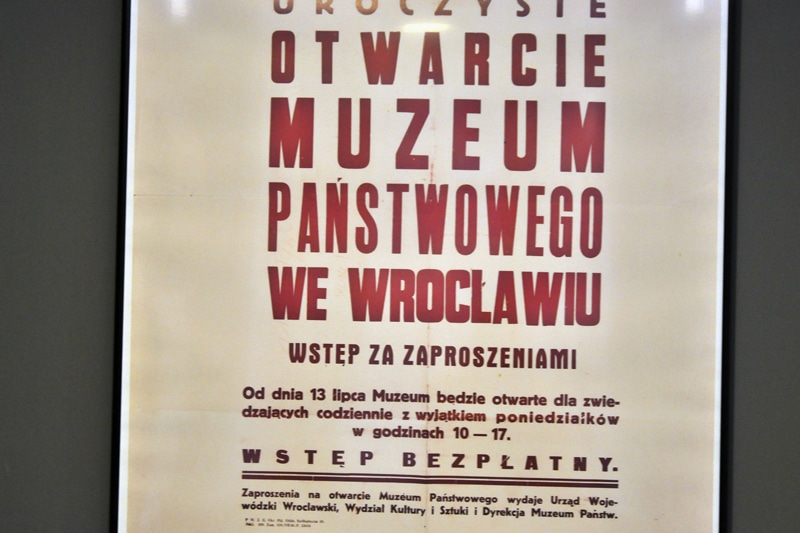 UROCZYSTE
OTWARCIE
MUZEUM
PAŃSTWOWEGO
WE WROCŁAWIU
WSTĘP ZA ZAPROSZENIAMI
Od dnia 13 lipca Muzeum będzie otwarte dla zwie-
dzających codziennie z wyjątkiem poniedziałków
w godzinach 10 — 17.
WSTĘP BEZPŁATNY.
Zaproszenia na otwarcie Muzeum Państwowego wydaje Urząd Woje-
wódzki Wrocławski, Wydział Kultury i Sztuki i Dyrekcja Muzeum Państw.